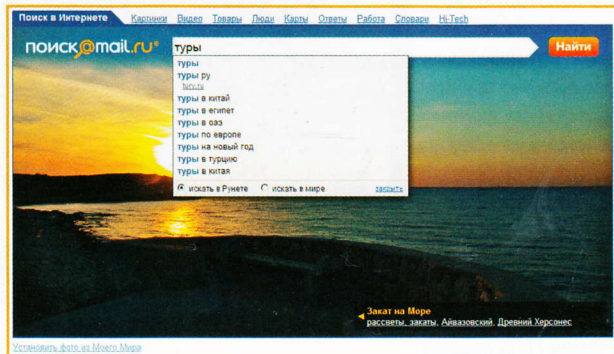 Поиск в Интернете Картинки Видео Товары Люди Карты Ответы Работа Словари Hi-Tech
поиск@mail.ru® туры Найти
туры
туры ру
tury.ru
туры в китай
туры в египет
туры в оаэ
туры по европе
туры на новый год
туры в турцию
туры в китая
искать в Рунете искать в мире закрыть
Закат на Море
рассветы, закаты, Айвазовский, Древний Херсонес
Установить фото из Моего Мира